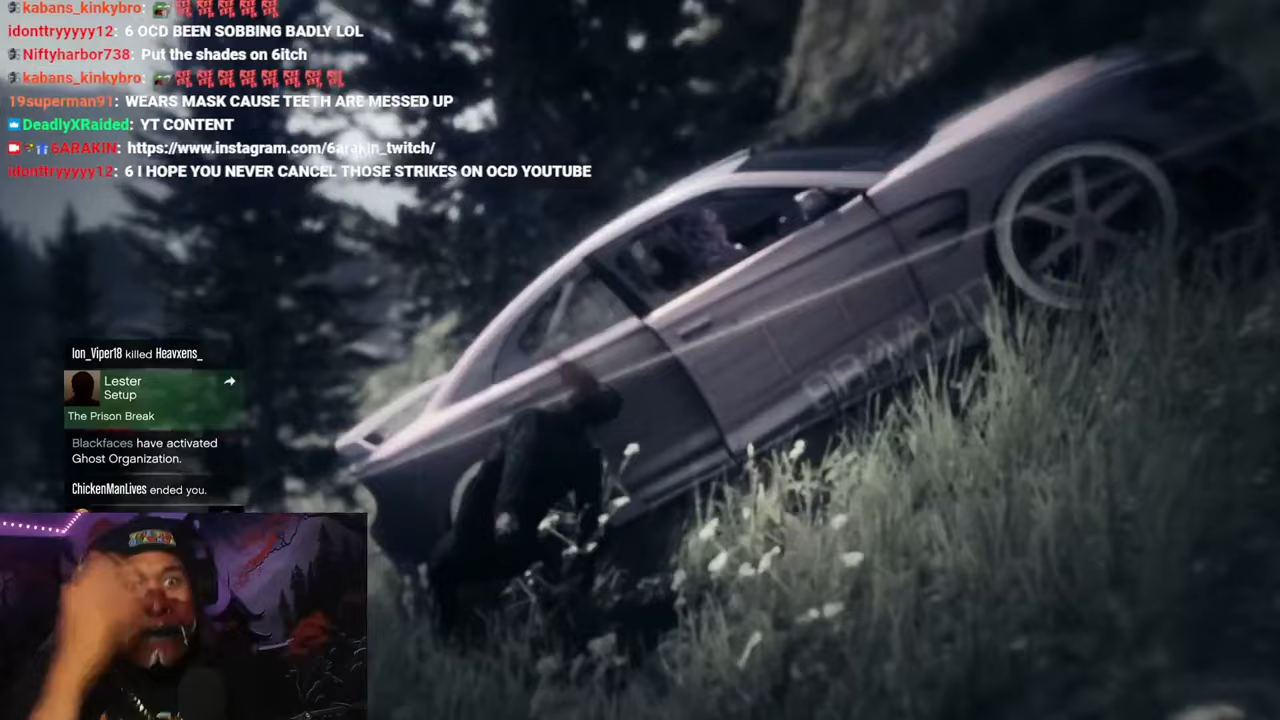 kabans_kinkybro:
idonttryyyyy12: 6 OCD BEEN SOBBING BADLY LOL
Niftyharbor738: Put the shades on 6itch
kabans_kinkybro:
19superman91: WEARS MASK CAUSE TEETH ARE MESSED UP
DeadlyXRaided: YT CONTENT
6ARAKIN: https://www.instagram.com/6arakin_twitch/
idonttryyyyy12: 6 I HOPE YOU NEVER CANCEL THOSE STRIKES ON OCD YOUTUBE
Ion_Viper18 killed Heavxens_
Lester
Setup
The Prison Break
Blackfaces have activated
Ghost Organization.
ChickenManLives ended you.